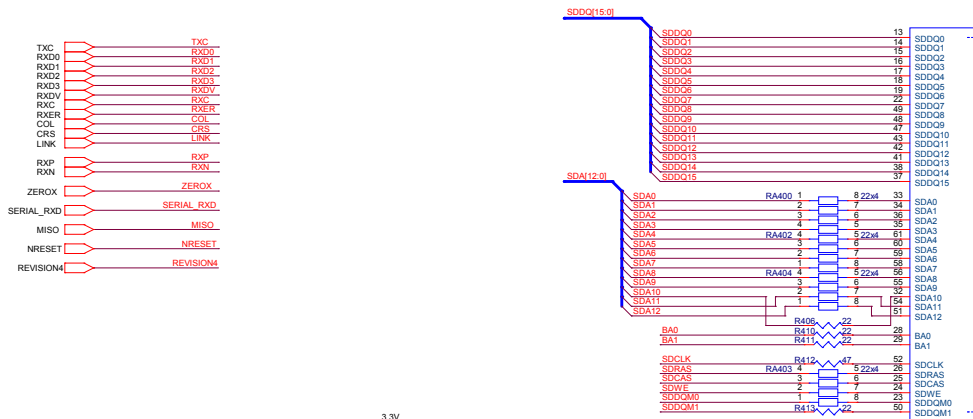 TXC TXC
RXD0 RXD0
RXD1 RXD1
RXD2 RXD2
RXD3 RXD3
RXDV RXDV
RXC RXC
RXER RXER
COL COL
CRS CRS
LINK LINK
RXP RXP
RXN RXN
ZEROX ZEROX
SERIAL_RXD SERIAL_RXD
MISO MISO
NRESET NRESET
REVISION4 REVISION4
SDDQ[15:0]
SDDQ0 13 SDDQ0
SDDQ1 14 SDDQ1
SDDQ2 15 SDDQ2
SDDQ3 16 SDDQ3
SDDQ4 17 SDDQ4
SDDQ5 18 SDDQ5
SDDQ6 19 SDDQ6
SDDQ7 22 SDDQ7
SDDQ8 49 SDDQ8
SDDQ9 48 SDDQ9
SDDQ10 47 SDDQ10
SDDQ11 43 SDDQ11
SDDQ12 42 SDDQ12
SDDQ13 41 SDDQ13
SDDQ14 38 SDDQ14
SDDQ15 37 SDDQ15
SDA[12:0]
SDA0 RA400 1 8 22x4 33 SDA0
SDA1 2 7 34 SDA1
SDA2 3 6 36 SDA2
SDA3 4 5 35 SDA3
SDA4 RA402 4 5 22x4 61 SDA4
SDA5 3 6 60 SDA5
SDA6 2 7 59 SDA6
SDA7 1 8 58 SDA7
SDA8 RA404 4 5 22x4 56 SDA8
SDA9 3 6 55 SDA9
SDA10 2 7 32 SDA10
SDA11 1 8 54 SDA11
SDA12 51 SDA12
R406 22
BA0 R410 22 28 BA0
BA1 R411 22 29 BA1
SDCLK R412 47 52 SDCLK
SDRAS RA403 4 5 22x4 26 SDRAS
SDCAS 3 6 25 SDCAS
SDWE 2 7 24 SDWE
SDDQM0 1 8 23 SDDQM0
SDDQM1 R413 22 50 SDDQM1
3.3V